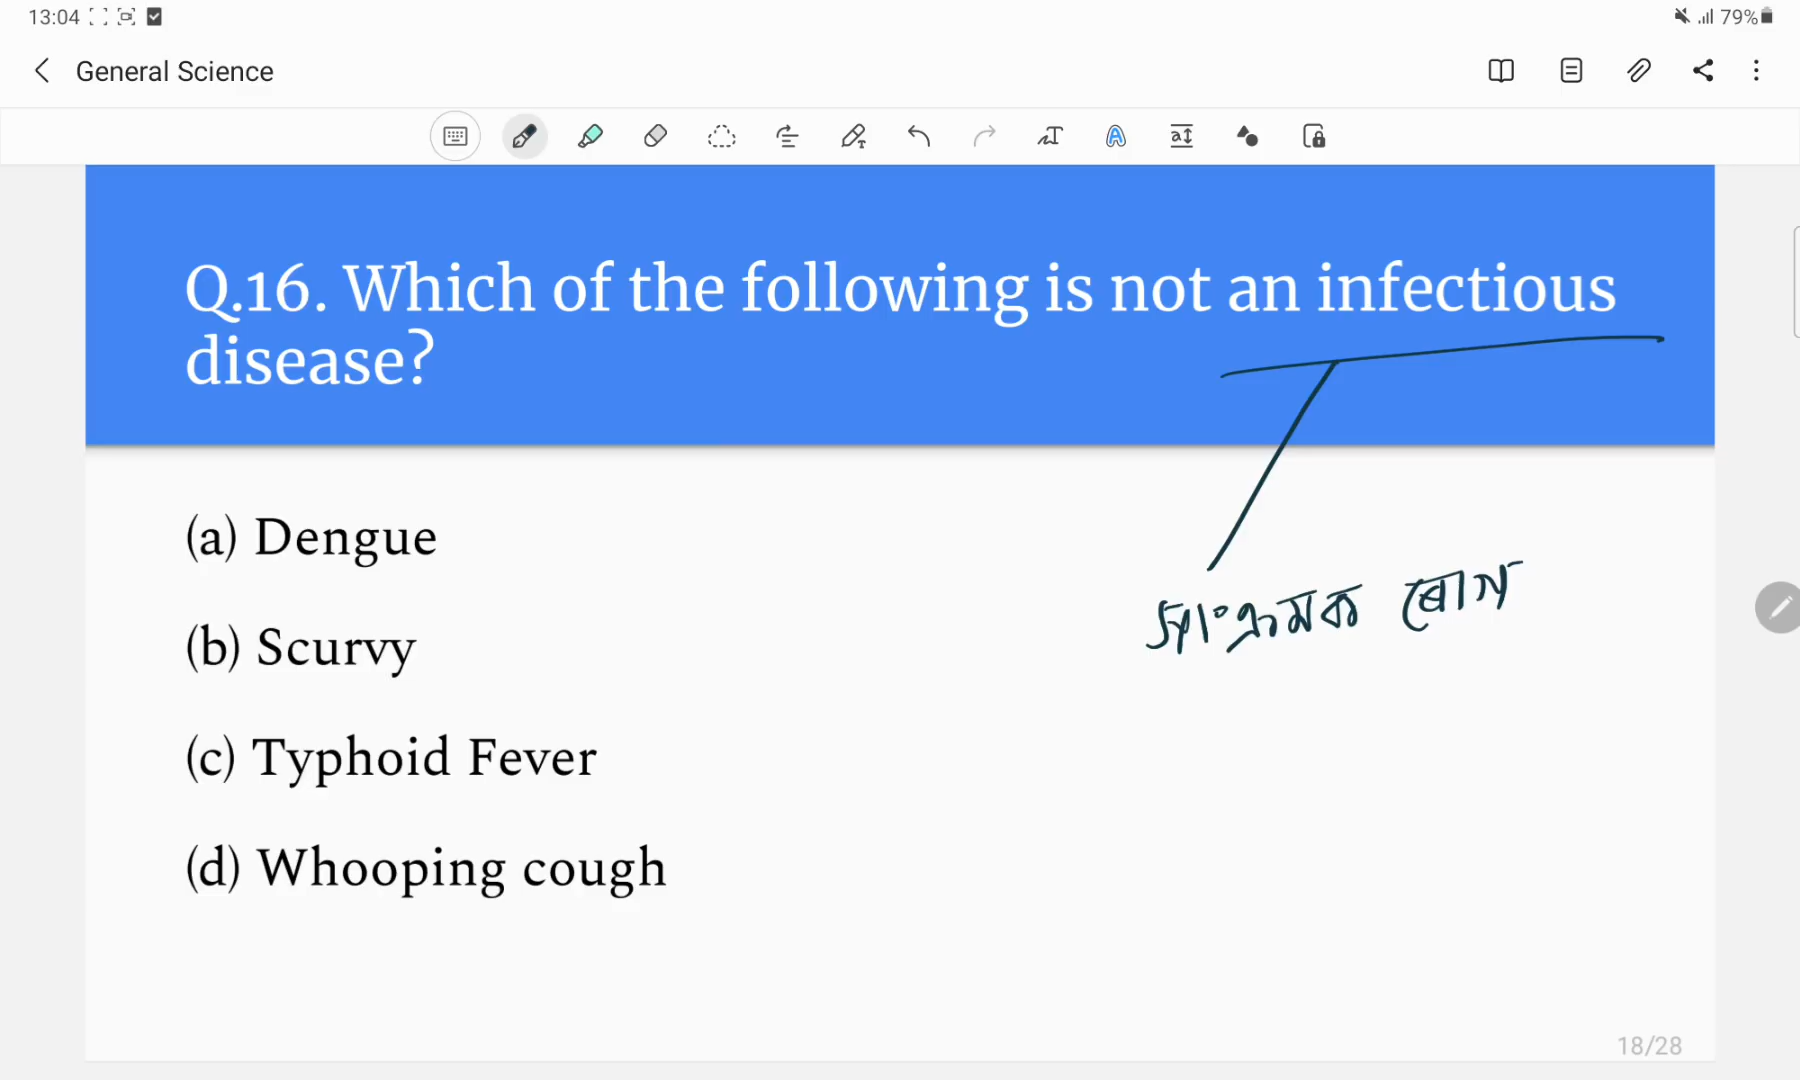 13:04
79%
General Science
Q.16. Which of the following is not an infectious
disease?
(a) Dengue
(b) Scurvy
(c) Typhoid Fever
(d) Whooping cough
সংক্রামক রোগ
18/28